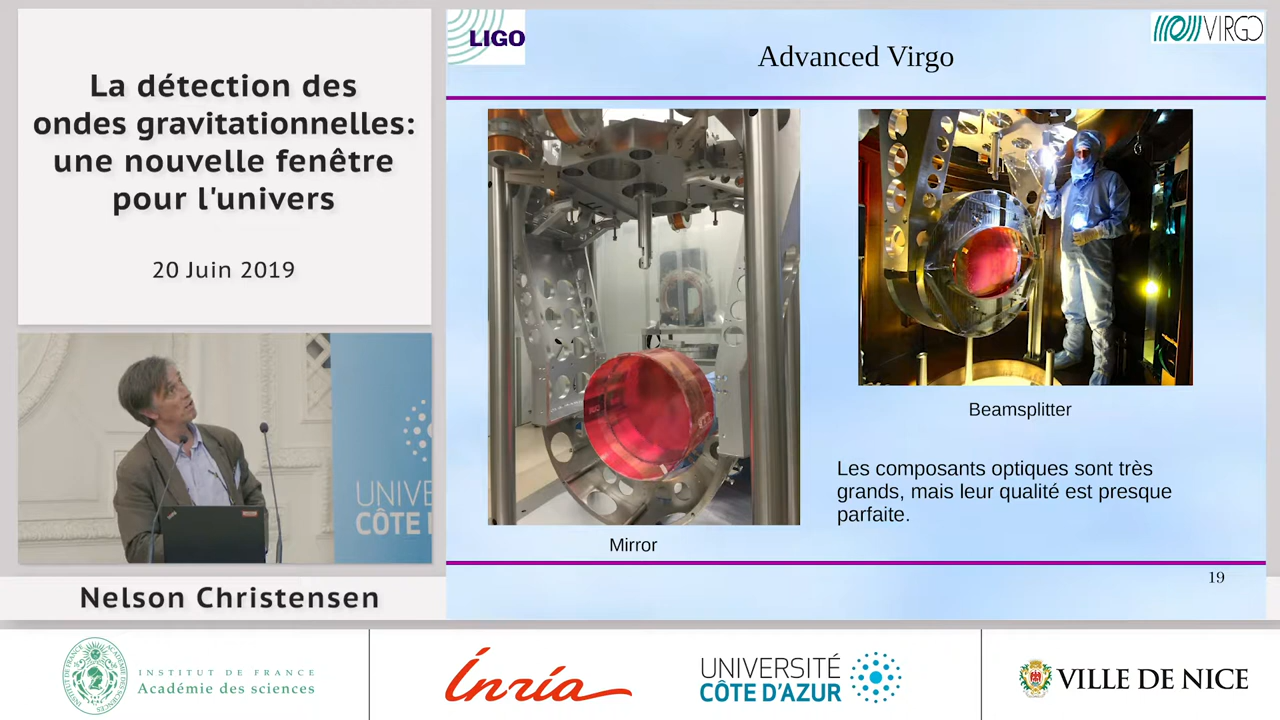 La détection des
ondes gravitationnelles:
une nouvelle fenêtre
pour l'univers
20 Juin 2019
UNIVE
CÔTE
Nelson Christensen
LIGO
VIRGO
Advanced Virgo
Mirror
Beamsplitter
Les composants optiques sont très
grands, mais leur qualité est presque
parfaite.
19
INSTITUT DE FRANCE
Académie des sciences
Inria
UNIVERSITÉ
CÔTE D'AZUR
VILLE DE NICE